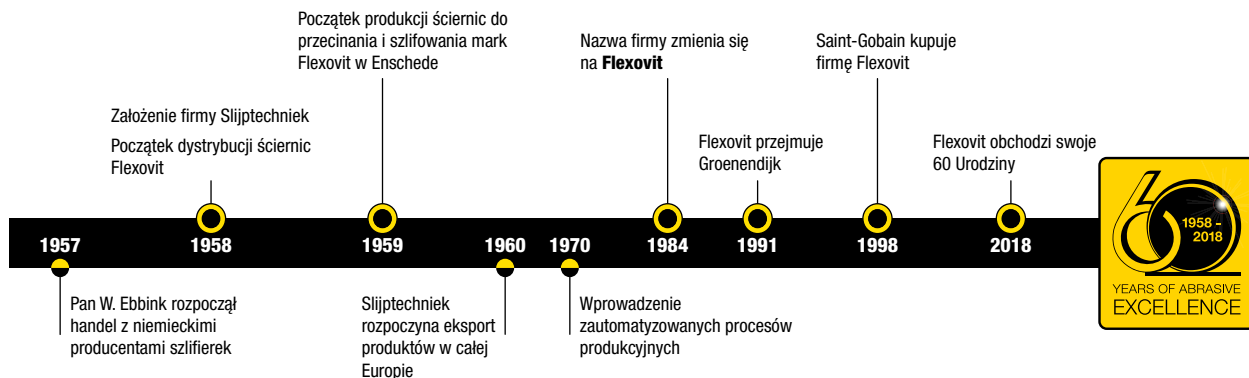 Początek produkcji ściernic do
przecinania i szlifowania mark
Flexovit w Enschede
Nazwa firmy zmienia się
na Flexovit
Saint-Gobain kupuje
firmę Flexovit
Założenie firmy Slijptechniek
Początek dystrybucji ściernic
Flexovit
Flexovit przejmuje
Groenendijk
Flexovit obchodzi swoje
60 Urodziny
1957
1958
1959
1960
1970
1984
1991
1998
2018
60
1958 -
2018
YEARS OF ABRASIVE
EXCELLENCE
Pan W. Ebbink rozpoczął
handel z niemieckimi
producentami szlifierek
Slijptechniek
rozpoczyna eksport
produktów w całej
Europie
Wprowadzenie
zautomatyzowanych procesów
produkcyjnych